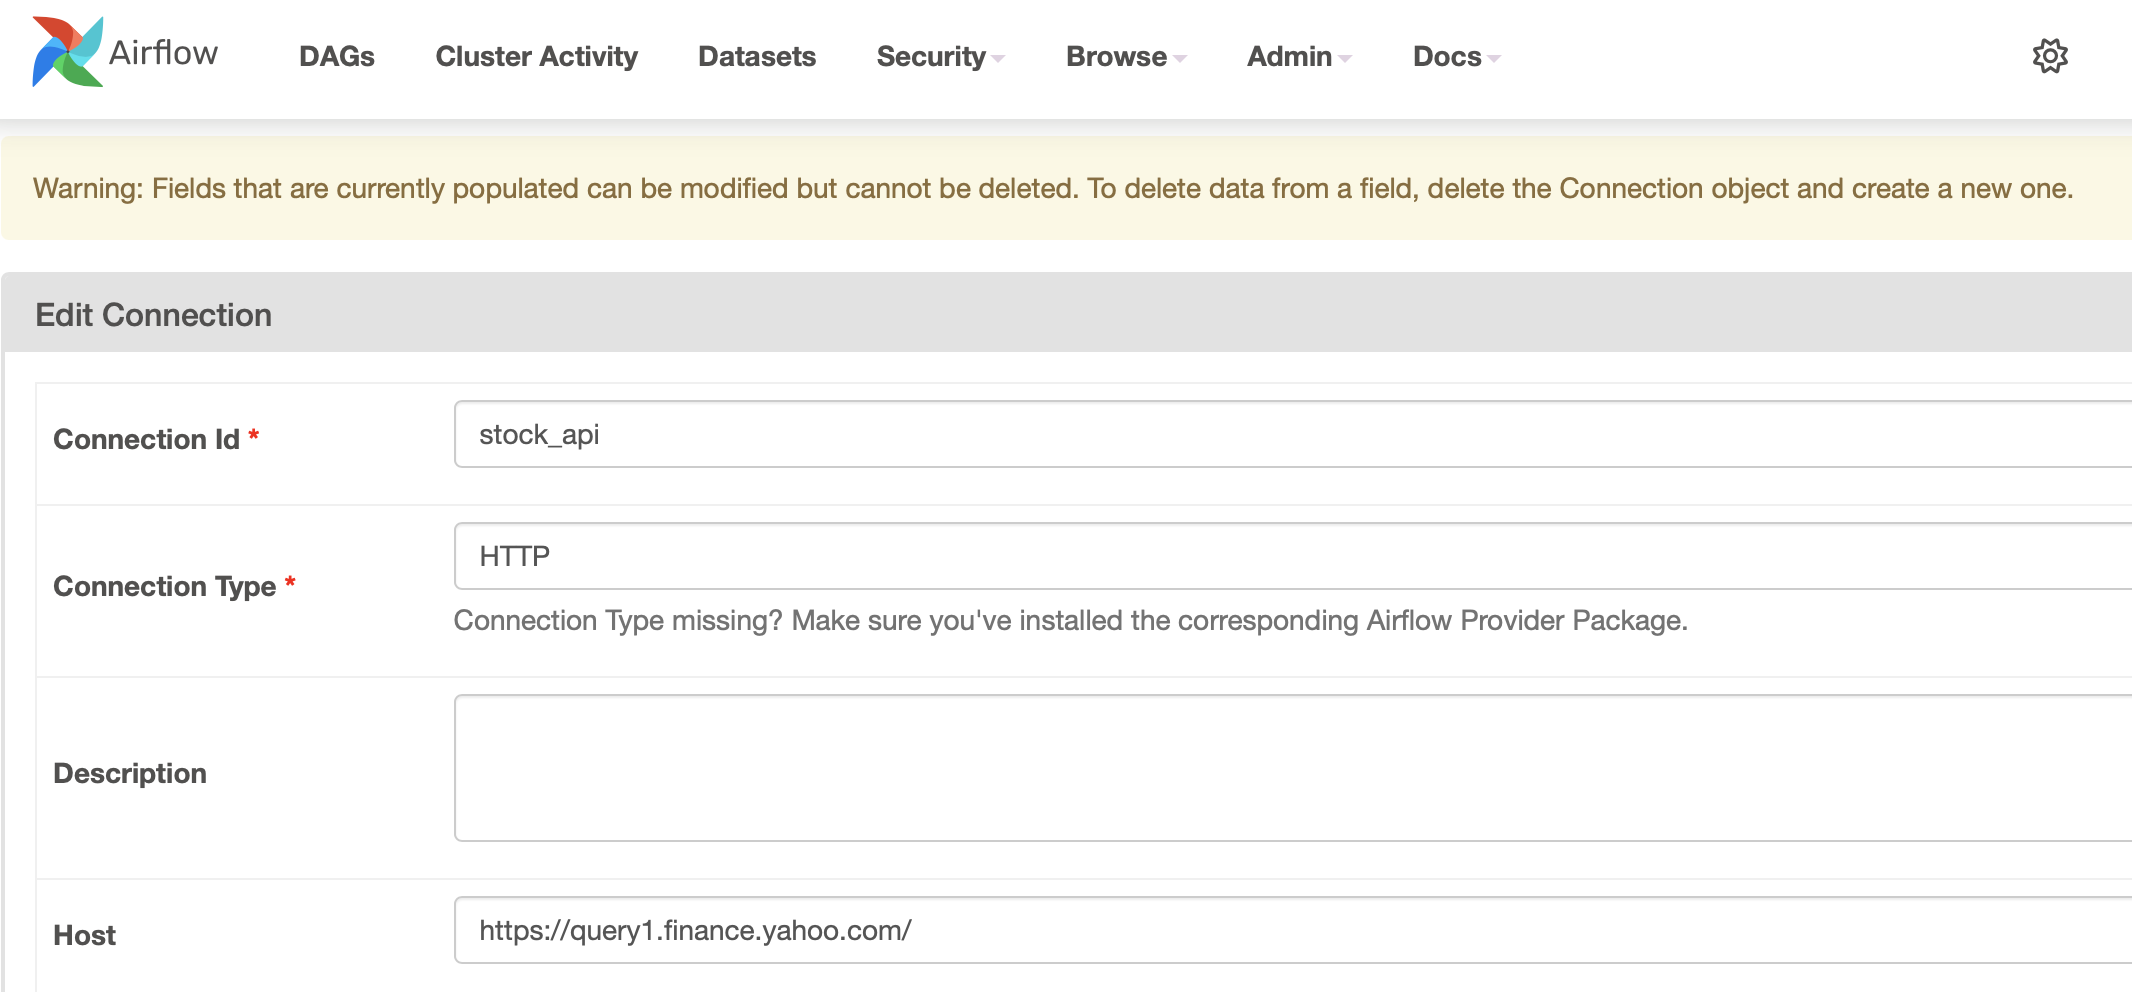 Airflow DAGs Cluster Activity Datasets Security Browse Admin Docs
Warning: Fields that are currently populated can be modified but cannot be deleted. To delete data from a field, delete the Connection object and create a new one.
Edit Connection
Connection Id * stock_api
Connection Type * HTTP
Connection Type missing? Make sure you've installed the corresponding Airflow Provider Package.
Description
Host https://query1.finance.yahoo.com/